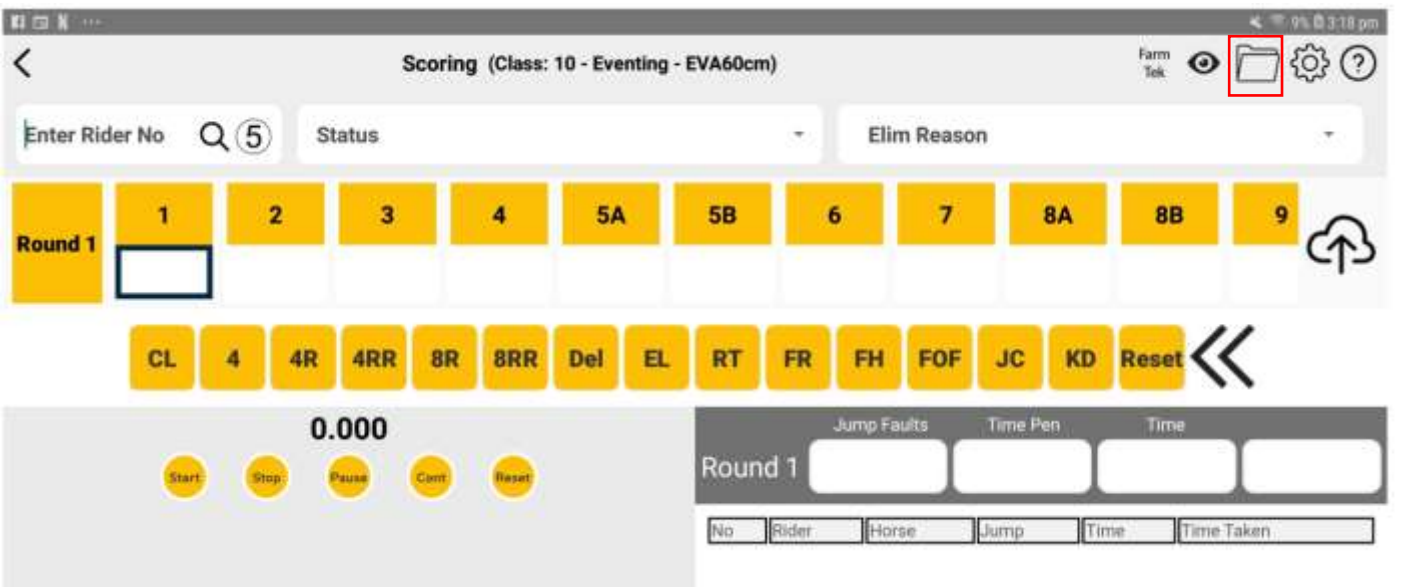 9% 3:18 pm
Scoring (Class: 10 - Eventing - EVA60cm)
Farm Tek
?
Enter Rider No 5 Status Elim Reason
Round 1 1 2 3 4 5A 5B 6 7 8A 8B 9
CL 4 4R 4RR 8R 8RR Del EL RT FR FH FOF JC KD Reset
0.000
Start Stop Pause Cont Reset
Jump Faults Time Pen Time
Round 1
No Rider Horse Jump Time Time Taken